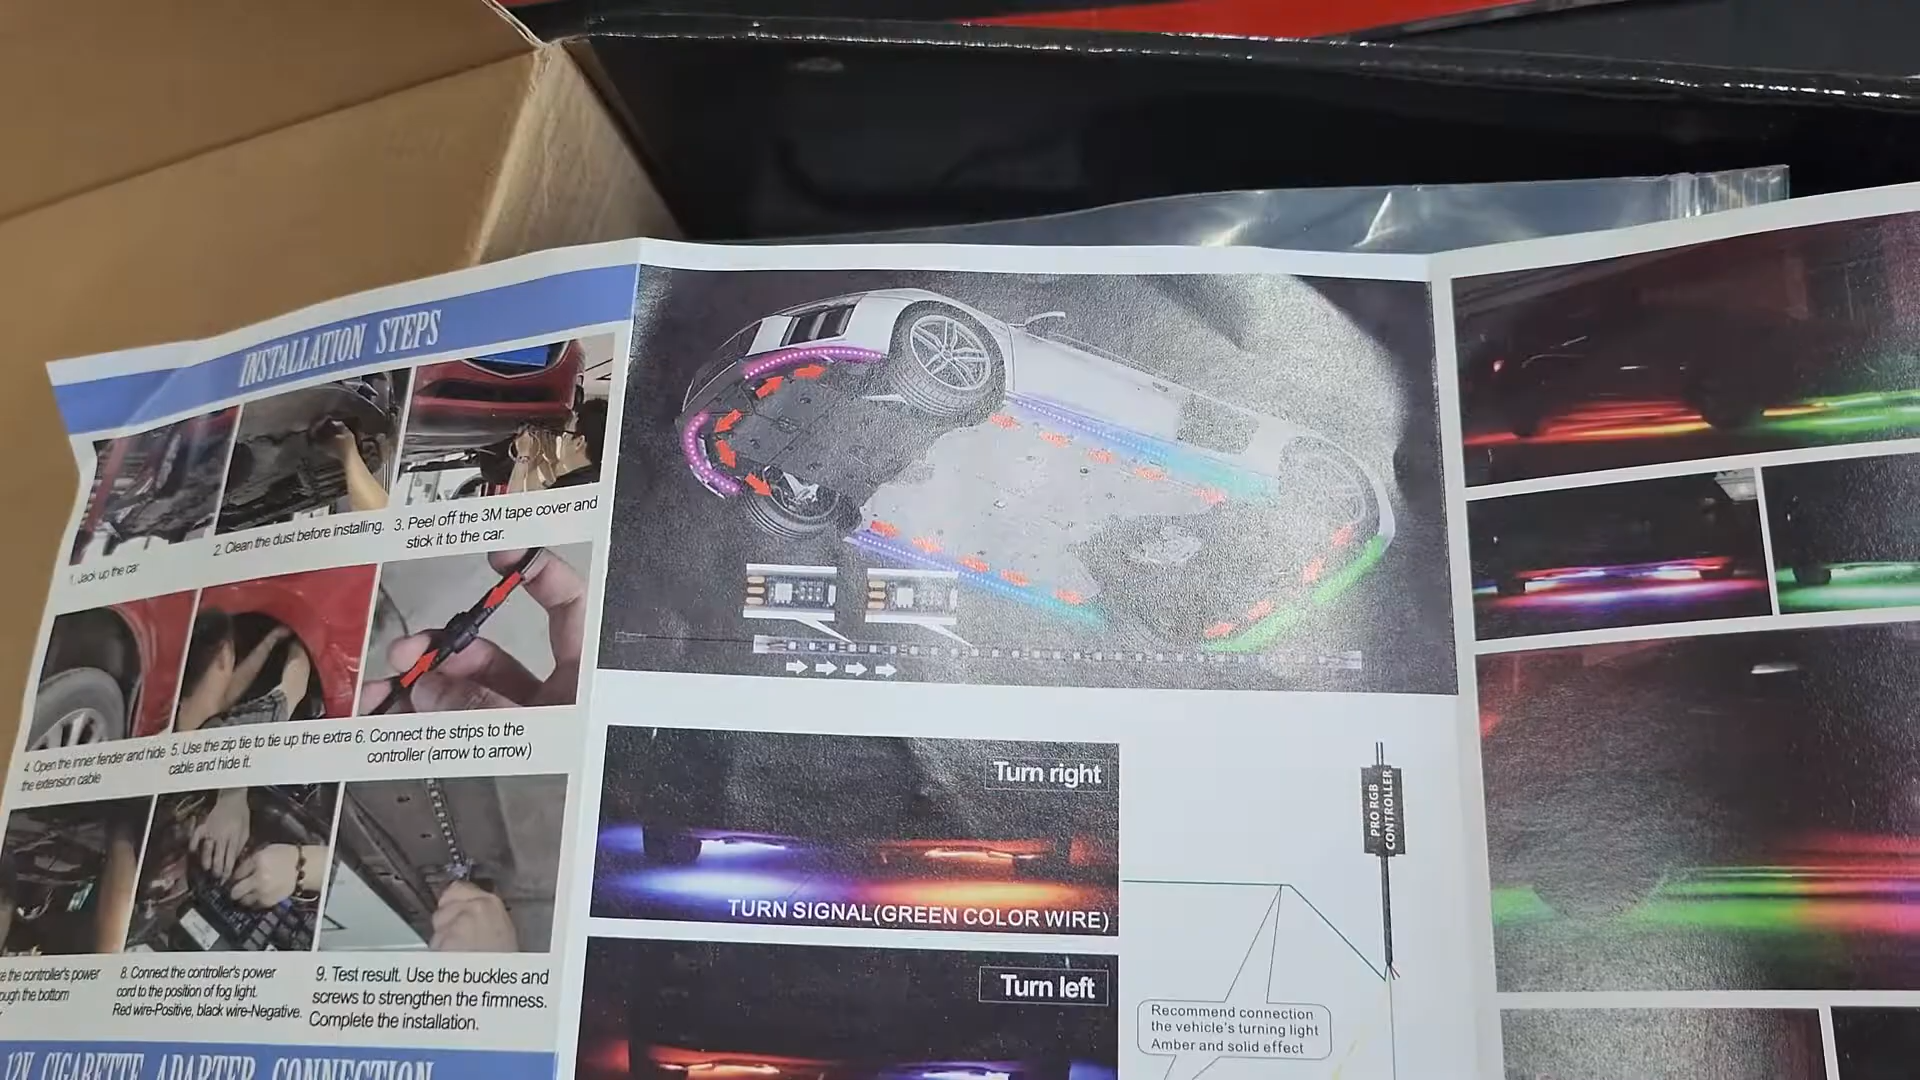 INSTALLATION STEPS
1. Jack up the car
2. Clean the dust before installing.
3. Peel off the 3M tape cover and
stick it to the car.
4. Open the inner fender and hide
the extension cable
5. Use the zip tie to tie up the extra
cable and hide it.
6. Connect the strips to the
controller (arrow to arrow)
the controller's power
ough the bottom
8. Connect the controller's power
cord to the position of fog light.
Red wire-Positive, black wire-Negative.
9. Test result. Use the buckles and
screws to strengthen the firmness.
Complete the installation.
12V CIGARETTE ADAPTER CONNECTION
Turn right
TURN SIGNAL(GREEN COLOR WIRE)
Turn left
PRO RGB
CONTROLLER
Recommend connection
the vehicle's turning light
Amber and solid effect